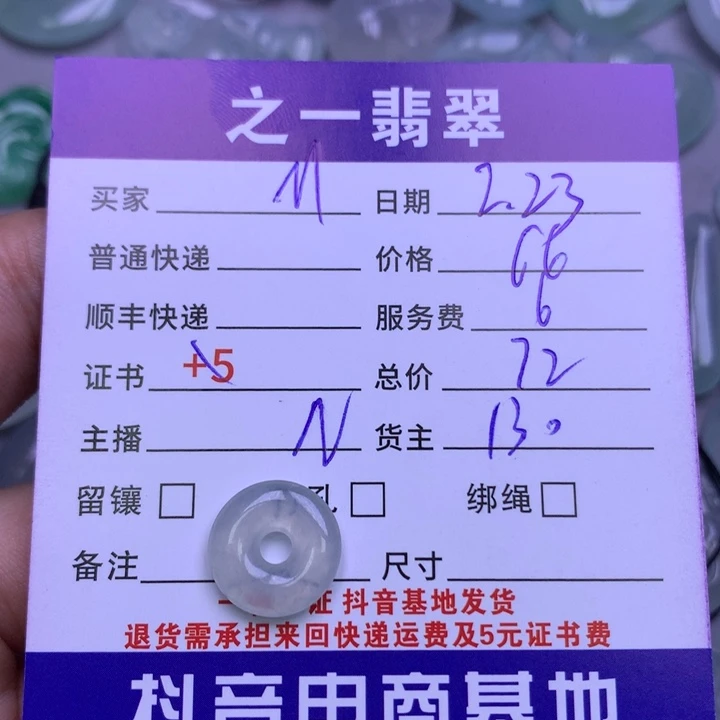 之一翡翠
买家 M 日期 2.23
普通快递 价格 66
顺丰快递 服务费 6
证书 +5 总价 72
主播 N 货主 130
留镶 孔 绑绳
备注 尺寸
一 证 抖音基地发货
退货需承担来回快递运费及5元证书费
抖音电商基地